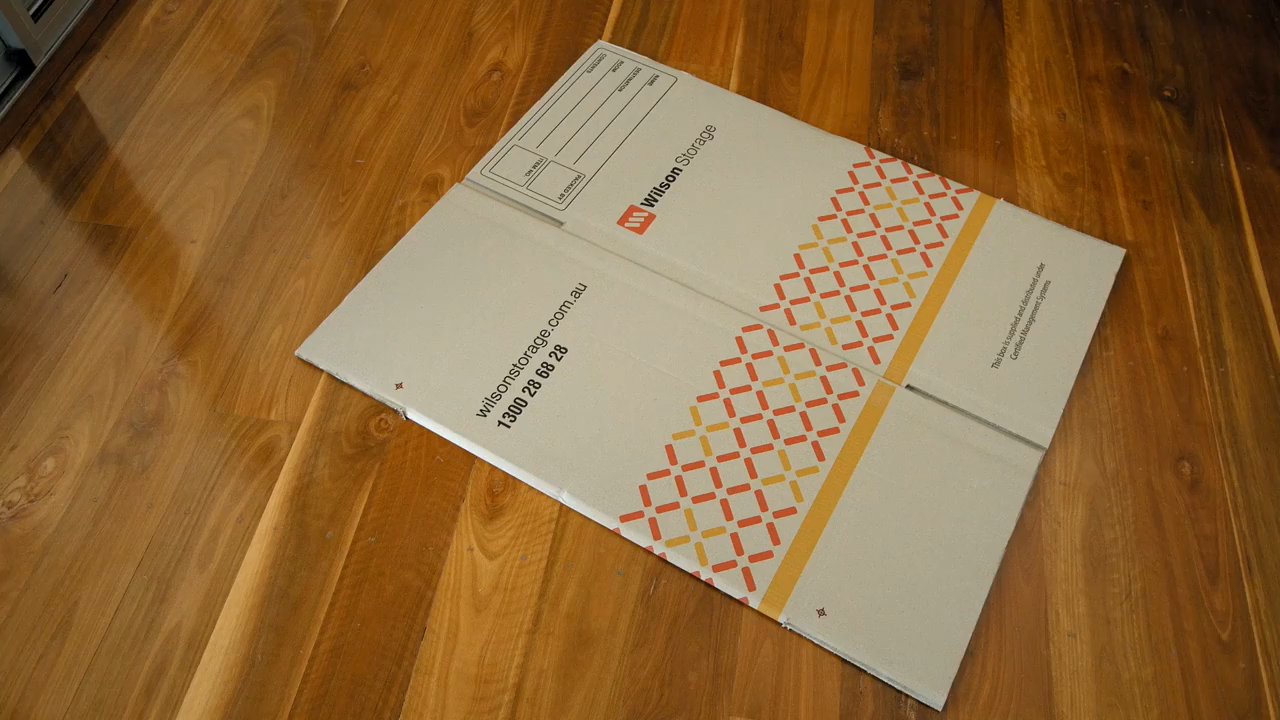 NAME
DESTINATION
ROOM
CONTENTS
ITEM NO.
PACKED BY
Wilson Storage
wilsonstorage.com.au
1300 28 68 28
This box is supplied and distributed under
Certified Management Systems